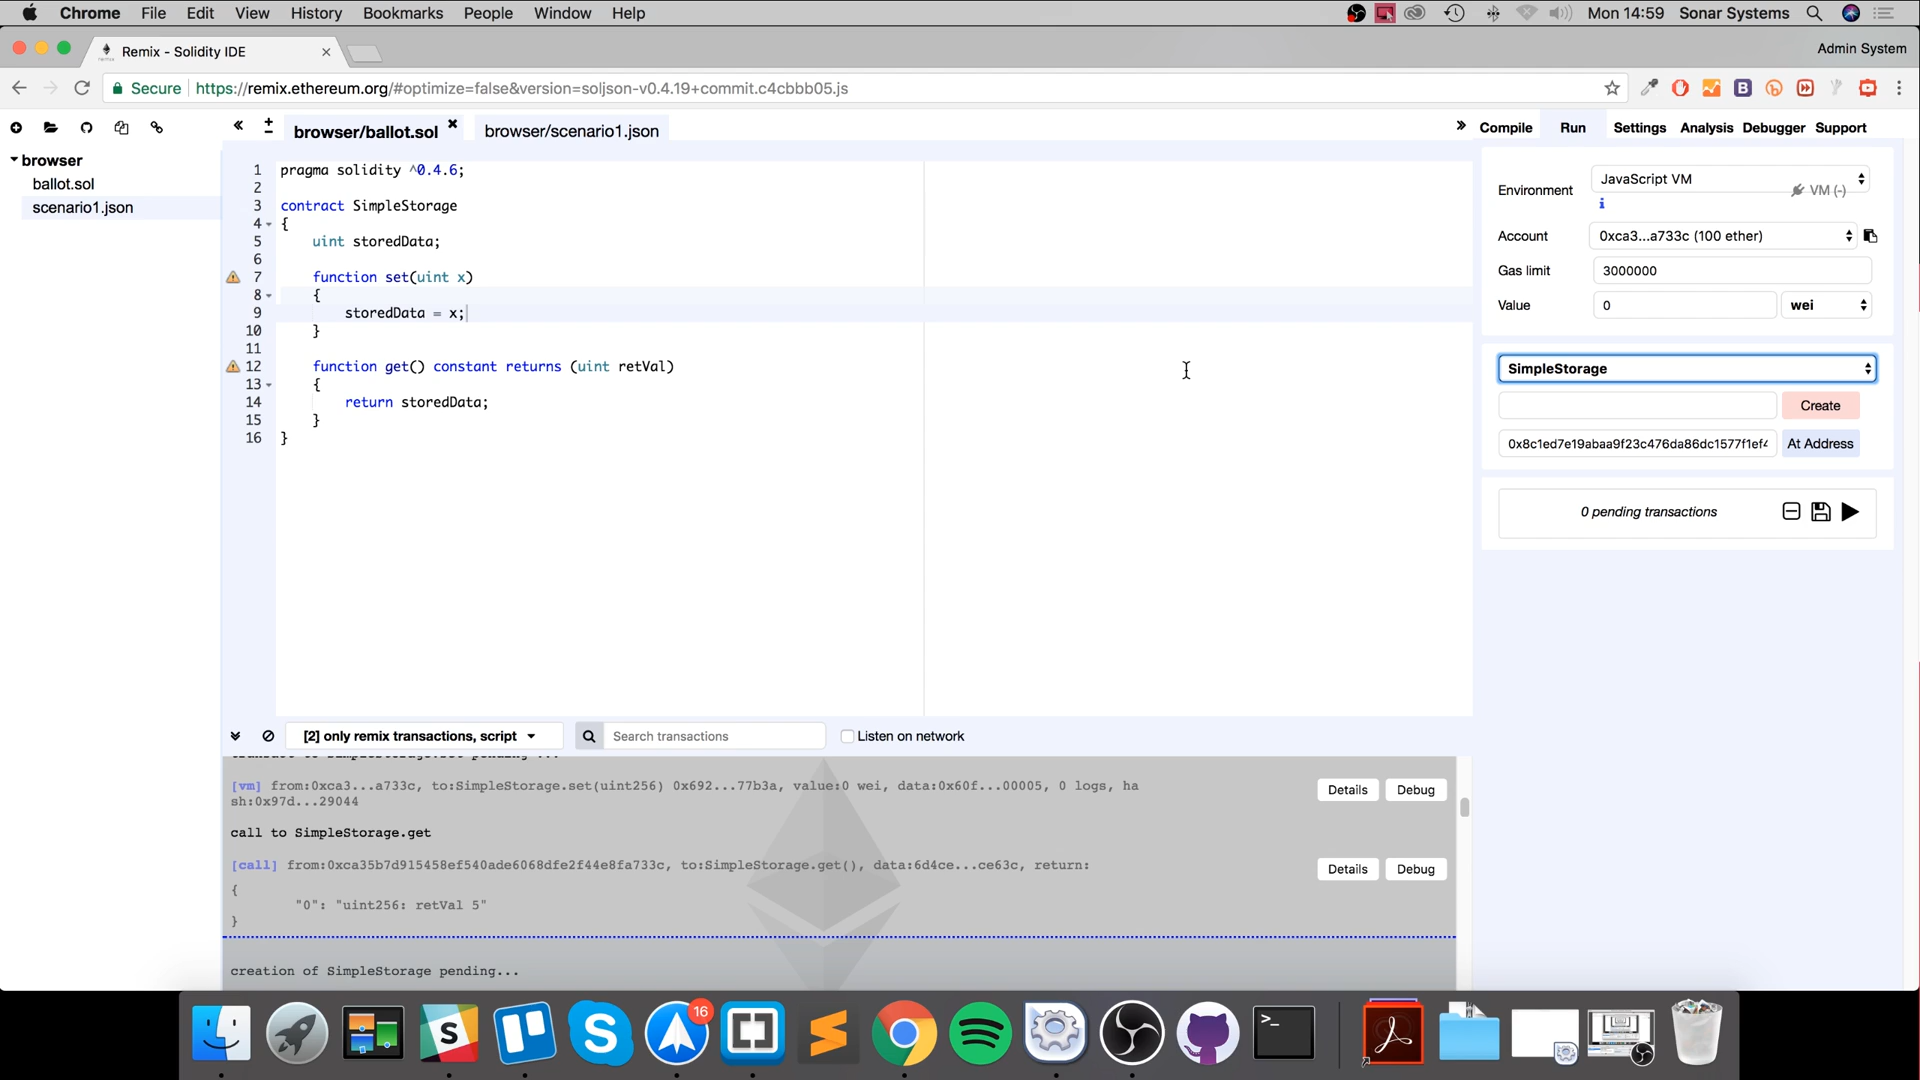 Chrome File Edit View History Bookmarks People Window Help Mon 14:59 Sonar Systems
Remix - Solidity IDE Admin System
Secure https://remix.ethereum.org/#optimize=false&version=soljson-v0.4.19+commit.c4cbbb05.js
browser/ballot.sol browser/scenario1.json Compile Run Settings Analysis Debugger Support
browser
ballot.sol
scenario1.json
1 pragma solidity ^0.4.6;
2
3 contract SimpleStorage
4 {
5 uint storedData;
6
7 function set(uint x)
8 {
9 storedData = x;
10 }
11
12 function get() constant returns (uint retVal)
13 {
14 return storedData;
15 }
16 }
Environment JavaScript VM VM (-)
i
Account 0xca3...a733c (100 ether)
Gas limit 3000000
Value 0 wei
SimpleStorage
Create
0x8c1ed7e19abaa9f23c476da86dc1577f1ef4 At Address
0 pending transactions
[2] only remix transactions, script Search transactions Listen on network
[vm] from:0xca3...a733c, to:SimpleStorage.set(uint256) 0x692...77b3a, value:0 wei, data:0x60f...00005, 0 logs, ha Details Debug
sh:0x97d...29044
call to SimpleStorage.get
[call] from:0xca35b7d915458ef540ade6068dfe2f44e8fa733c, to:SimpleStorage.get(), data:6d4ce...ce63c, return: Details Debug
{
"0": "uint256: retVal 5"
}
creation of SimpleStorage pending...
16